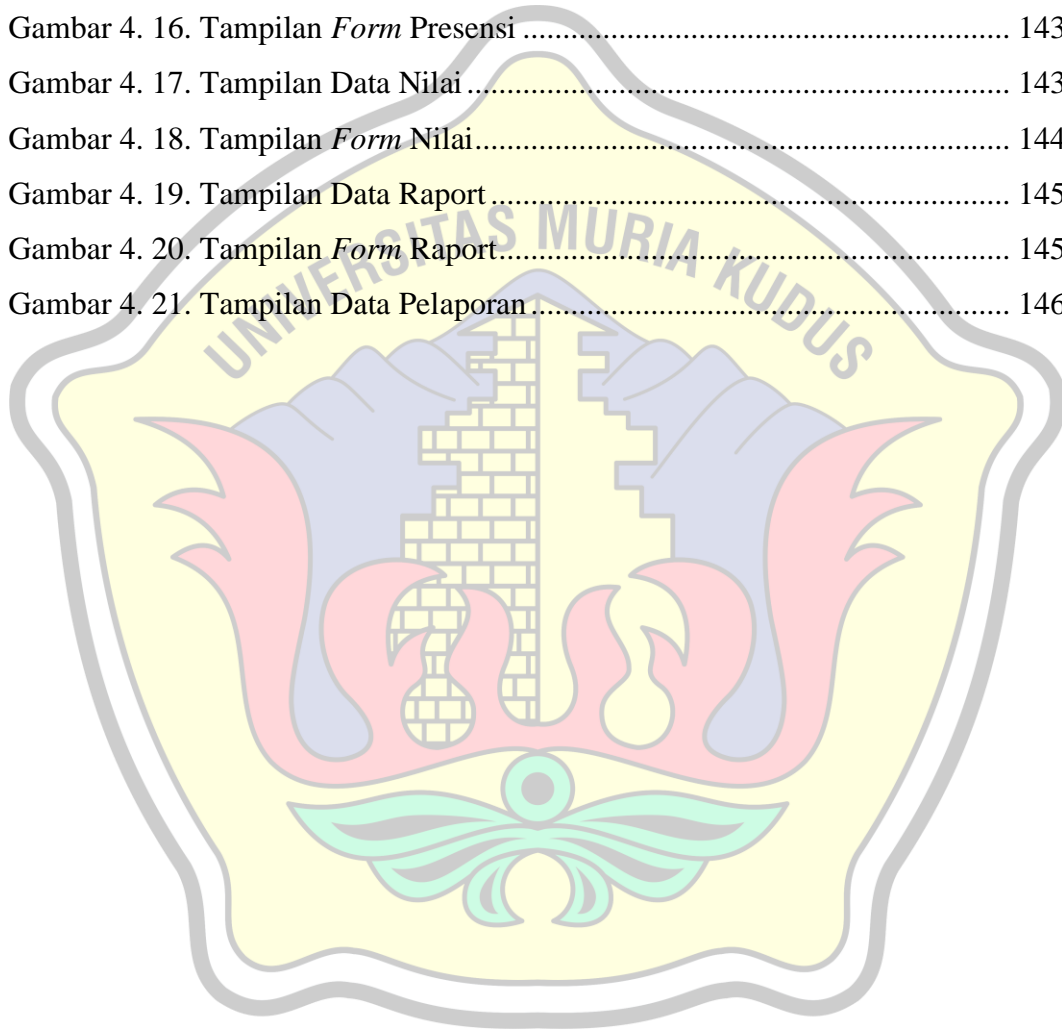 Gambar 4. 16. Tampilan Form Presensi ........................................................................... 143
Gambar 4. 17. Tampilan Data Nilai ................................................................................... 143
Gambar 4. 18. Tampilan Form Nilai .................................................................................. 144
Gambar 4. 19. Tampilan Data Raport ............................................................................... 145
Gambar 4. 20. Tampilan Form Raport .............................................................................. 145
Gambar 4. 21. Tampilan Data Pelaporan ......................................................................... 146
UNIVERSITAS MURIA KUDUS